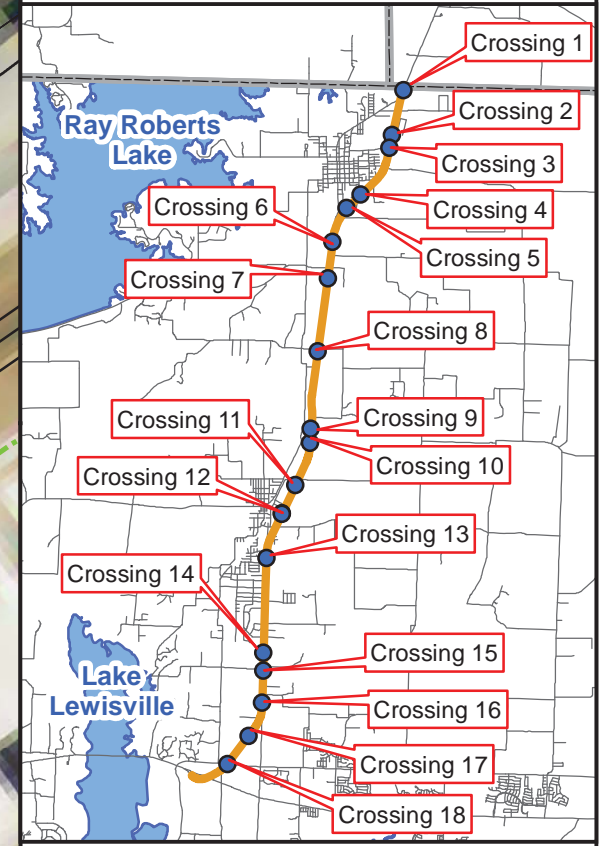 Crossing 1
Crossing 2
Ray Roberts
Lake
Crossing 3
Crossing 6
Crossing 4
Crossing 5
Crossing 7
Crossing 8
Crossing 11
Crossing 9
Crossing 10
Crossing 12
Crossing 13
Crossing 14
Crossing 15
Lake
Lewisville
Crossing 16
Crossing 17
Crossing 18